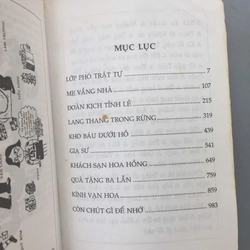 MỤC LỤC
LỚP PHÓ TRẬT TỰ 7
MẸ VẮNG NHÀ 107
ĐOÀN KỊCH TỈNH LẺ 215
LANG THANG TRONG RỪNG 319
KHO BÁU DƯỚI HỒ 439
GIA SƯ 541
KHÁCH SẠN HOA HỒNG 649
QUÀ TẶNG BA LẦN 759
KÍNH VẠN HOA 859
CÒN CHÚT GÌ ĐỂ NHỚ 983